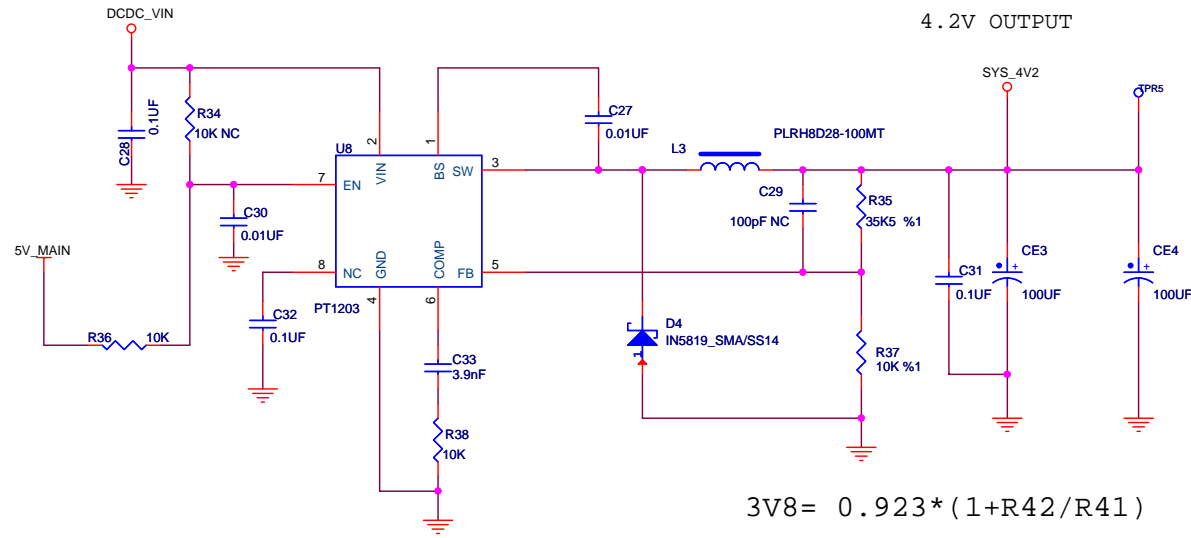 DCDC_VIN
4.2V OUTPUT
SYS_4V2
TPR5
C28
0.1UF
R34
10K NC
C27
0.01UF
PLRH8D28-100MT
L3
U8
2
1
VIN
BS
SW
3
7
EN
C30
0.01UF
C29
100pF NC
R35
35K5 %1
5V_MAIN
8
NC
GND
COMP
FB
5
4
6
PT1203
C31
0.1UF
CE3
100UF
CE4
100UF
R36
10K
C32
0.1UF
D4
IN5819_SMA/SS14
1
R37
10K %1
C33
3.9nF
R38
10K
3V8= 0.923*(1+R42/R41)